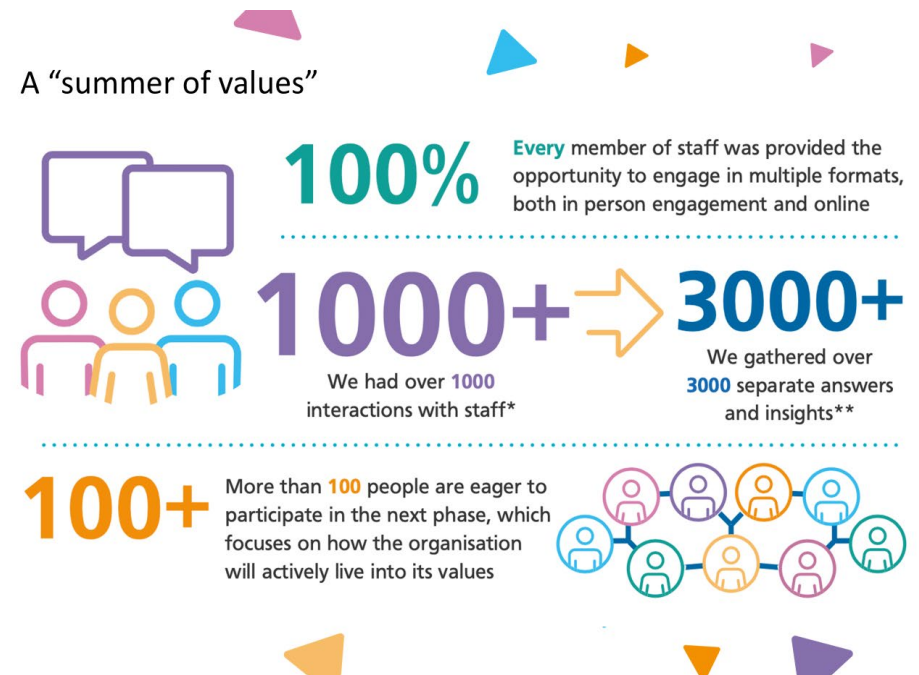 A “summer of values”
100%
Every member of staff was provided the
opportunity to engage in multiple formats,
both in person engagement and online
1000+
We had over 1000
interactions with staff*
3000+
We gathered over
3000 separate answers
and insights**
100+
More than 100 people are eager to
participate in the next phase, which
focuses on how the organisation
will actively live into its values